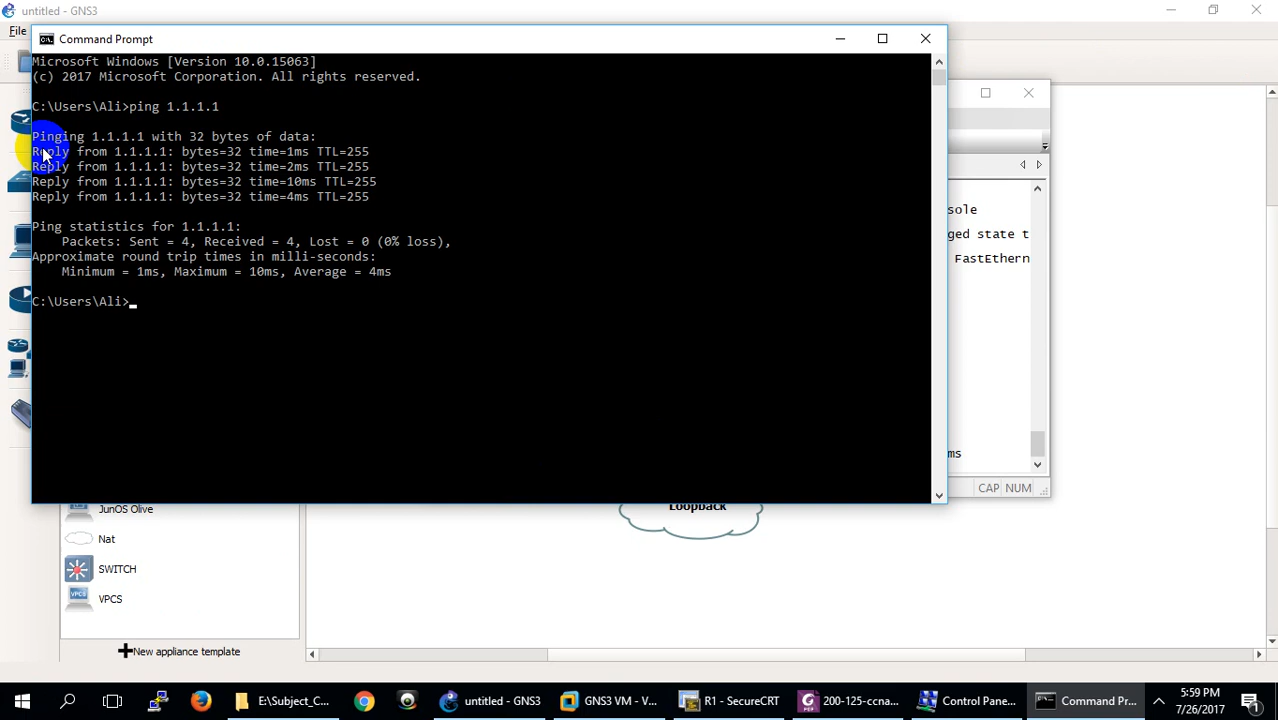 untitled - GNS3
File
Command Prompt
Microsoft Windows [Version 10.0.15063]
(c) 2017 Microsoft Corporation. All rights reserved.
C:\Users\Ali>ping 1.1.1.1
Pinging 1.1.1.1 with 32 bytes of data:
Reply from 1.1.1.1: bytes=32 time=1ms TTL=255
Reply from 1.1.1.1: bytes=32 time=2ms TTL=255
Reply from 1.1.1.1: bytes=32 time=10ms TTL=255
Reply from 1.1.1.1: bytes=32 time=4ms TTL=255
Ping statistics for 1.1.1.1:
Packets: Sent = 4, Received = 4, Lost = 0 (0% loss),
Approximate round trip times in milli-seconds:
Minimum = 1ms, Maximum = 10ms, Average = 4ms
C:\Users\Ali>
sole
ged state t
FastEthern
ms
CAP NUM
Loopback
JunOS Olive
Nat
SWITCH
VPCS
New appliance template
E:\Subject_C...
untitled - GNS3
GNS3 VM - V...
R1 - SecureCRT
200-125-ccna...
Control Pane...
Command Pr...
5:59 PM
7/26/2017
1